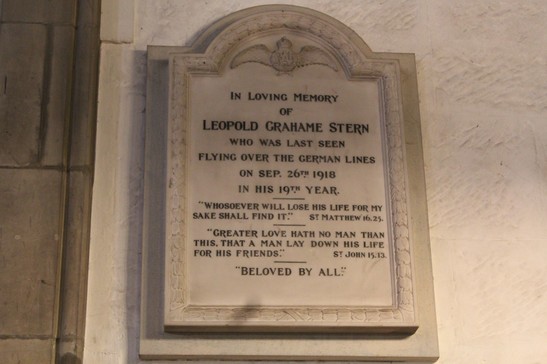 IN LOVING MEMORY
OF
LEOPOLD GRAHAME STERN
WHO WAS LAST SEEN
FLYING OVER THE GERMAN LINES
ON SEP. 26TH 1918
IN HIS 19TH YEAR.
"WHOSOEVER WILL LOSE HIS LIFE FOR MY
SAKE SHALL FIND IT." ST MATTHEW 16.25.
"GREATER LOVE HATH NO MAN THAN
THIS, THAT A MAN LAY DOWN HIS LIFE
FOR HIS FRIENDS." ST JOHN 15.13.
"BELOVED BY ALL."